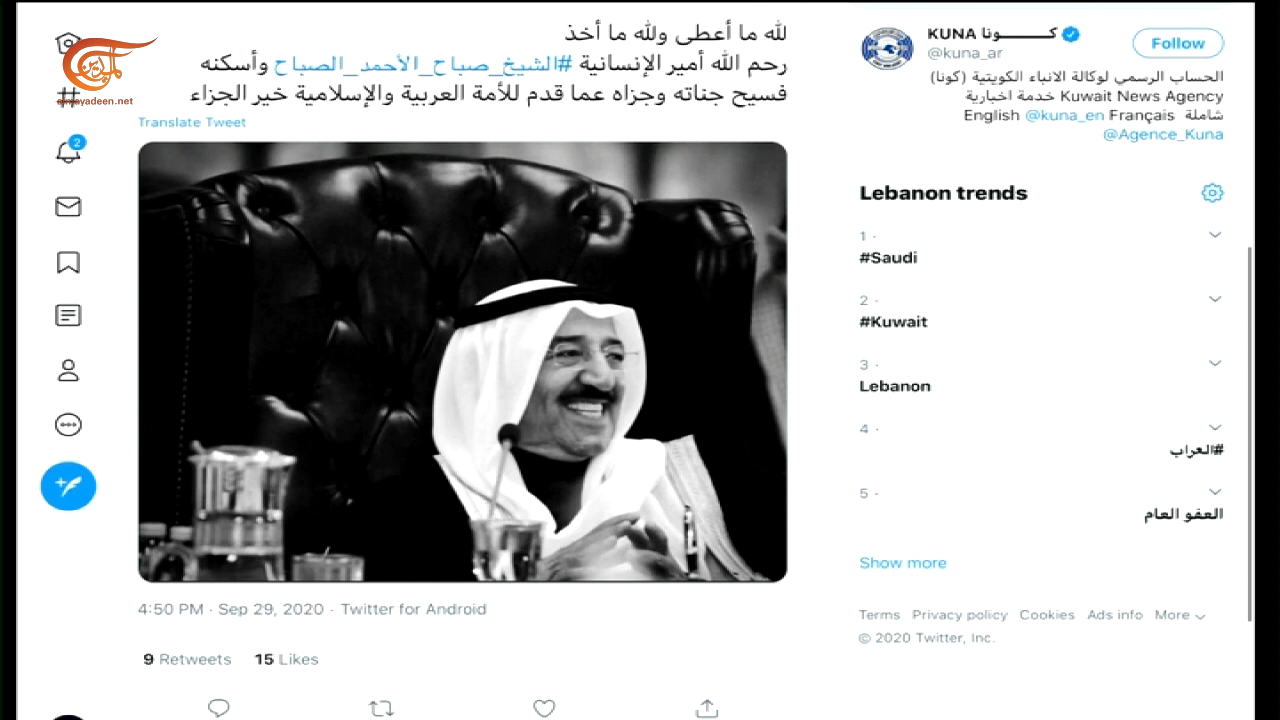 almayadeen.net
2
لله ما أعطى ولله ما أخذ
رحم الله أمير الإنسانية #الشيخ_صباح_الأحمد_الصباح وأسكنه
فسيح جناته وجزاه عما قدم للأمة العربية والإسلامية خير الجزاء
Translate Tweet
4:50 PM · Sep 29, 2020 · Twitter for Android
9 Retweets 15 Likes
KUNA كـــــــونا
@kuna_ar
Follow
الحساب الرسمي لوكالة الانباء الكويتية (كونا)
Kuwait News Agency خدمة اخبارية
شاملة English @kuna_en Français
@Agence_Kuna
Lebanon trends
1 ·
#Saudi
2 ·
#Kuwait
3 ·
Lebanon
4 ·
#العراب
5 ·
العفو العام
Show more
Terms Privacy policy Cookies Ads info More
© 2020 Twitter, Inc.